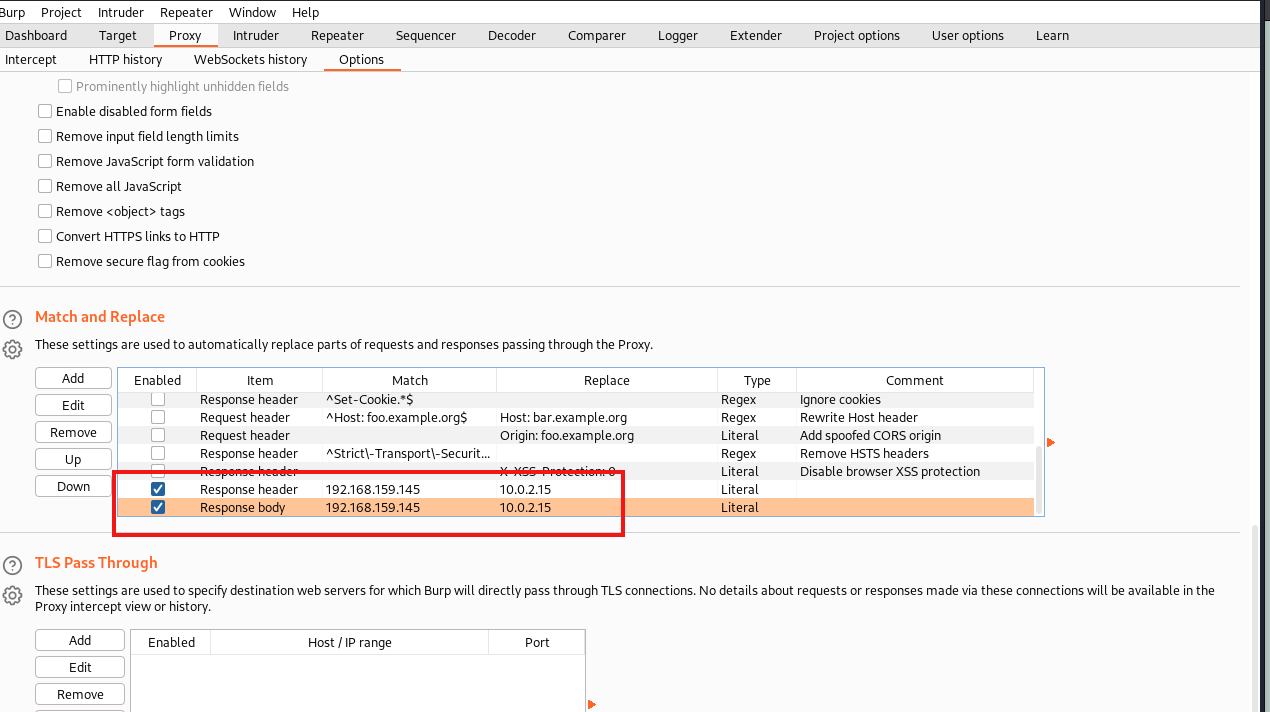 Burp Project Intruder Repeater Window Help
Dashboard Target Proxy Intruder Repeater Sequencer Decoder Comparer Logger Extender Project options User options Learn
Intercept HTTP history WebSockets history Options
Prominently highlight unhidden fields
Enable disabled form fields
Remove input field length limits
Remove JavaScript form validation
Remove all JavaScript
Remove <object> tags
Convert HTTPS links to HTTP
Remove secure flag from cookies
? Match and Replace
These settings are used to automatically replace parts of requests and responses passing through the Proxy.
Add
Edit
Remove
Up
Down
Enabled Item Match Replace Type Comment
Response header ^Set-Cookie.*$ Regex Ignore cookies
Request header ^Host: foo.example.org$ Host: bar.example.org Regex Rewrite Host header
Request header Origin: foo.example.org Literal Add spoofed CORS origin
Response header ^Strict\-Transport\-Securit... Regex Remove HSTS headers
Response header X-XSS-Protection: 0 Literal Disable browser XSS protection
Response header 192.168.159.145 10.0.2.15 Literal
Response body 192.168.159.145 10.0.2.15 Literal
? TLS Pass Through
These settings are used to specify destination web servers for which Burp will directly pass through TLS connections. No details about requests or responses made via these connections will be available in the
Proxy intercept view or history.
Add
Edit
Remove
Enabled Host / IP range Port